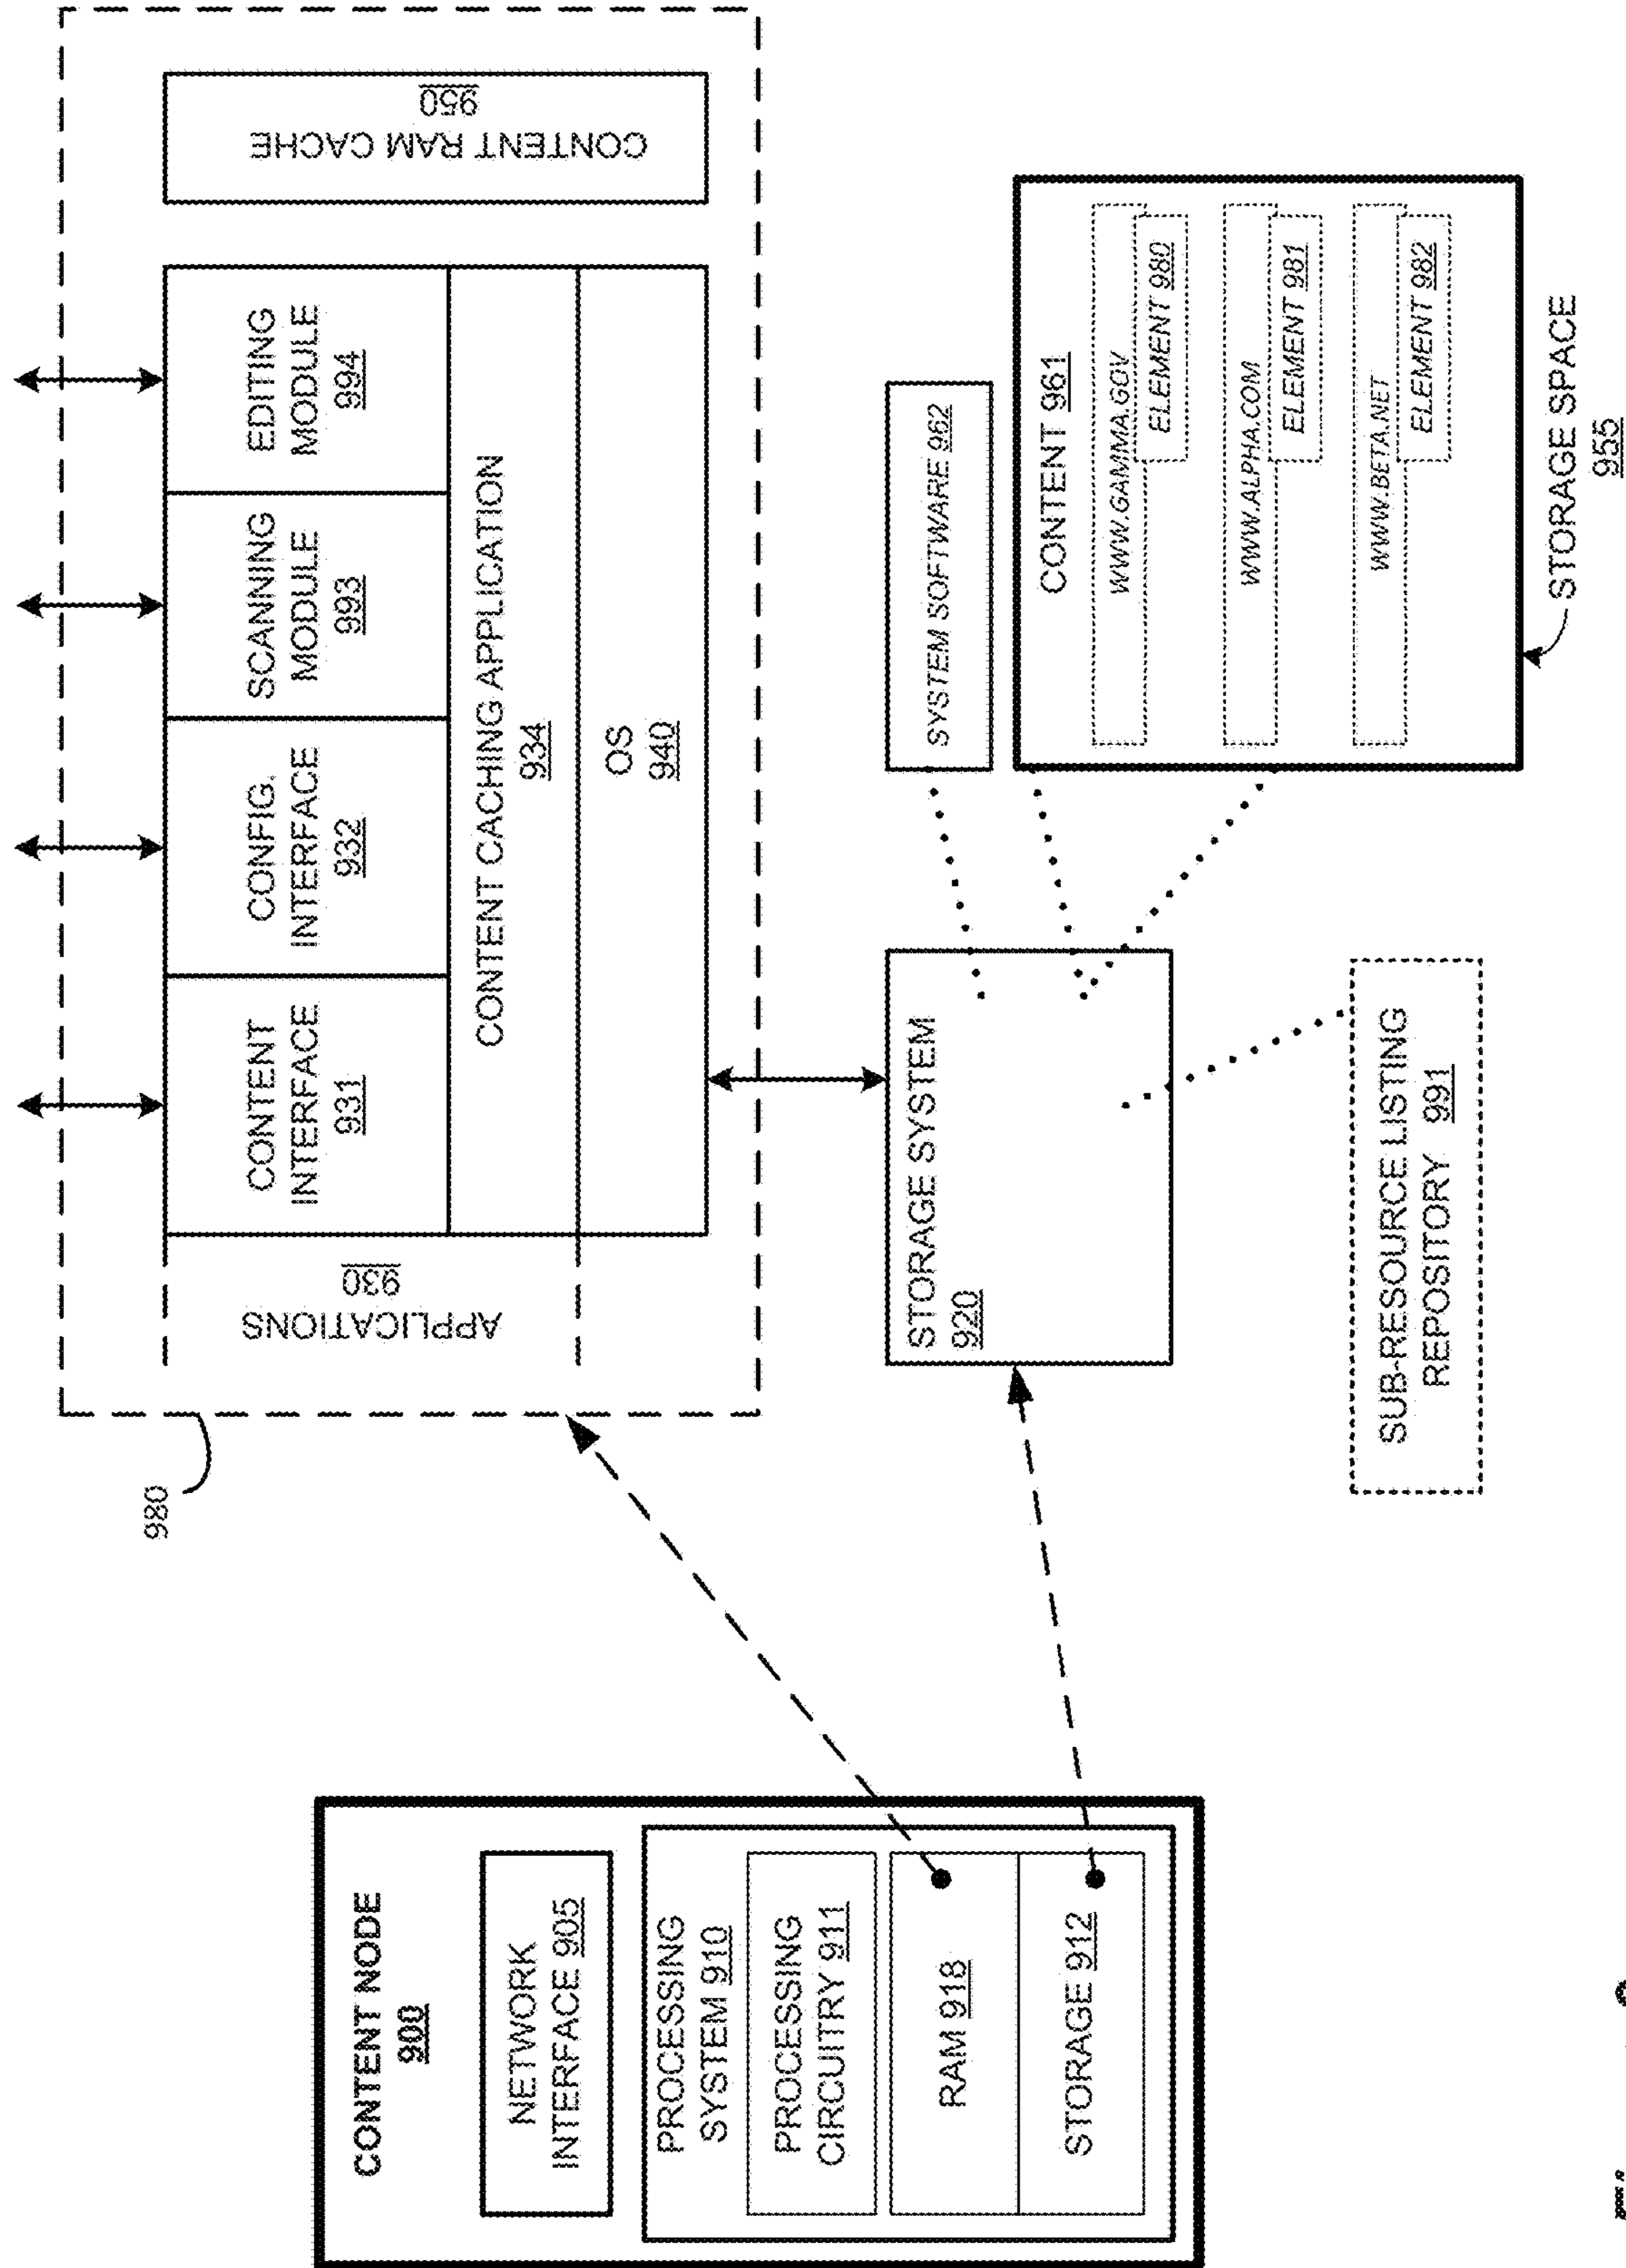 CONTENT NODE
900
NETWORK
INTERFACE 905
PROCESSING
SYSTEM 910
PROCESSING
CIRCUITRY 911
RAM 918
STORAGE 912
980
APPLICATIONS
930
CONTENT
INTERFACE
931
CONFIG.
INTERFACE
932
SCANNING
MODULE
993
EDITING
MODULE
994
CONTENT CACHING APPLICATION
934
OS
940
CONTENT RAM CACHE
950
STORAGE SYSTEM
920
SYSTEM SOFTWARE 962
CONTENT 961
WWW.GAMMA.GOV
ELEMENT 980
WWW.ALPHA.COM
ELEMENT 981
WWW.BETA.NET
ELEMENT 982
STORAGE SPACE
955
SUB-RESOURCE LISTING
REPOSITORY 991